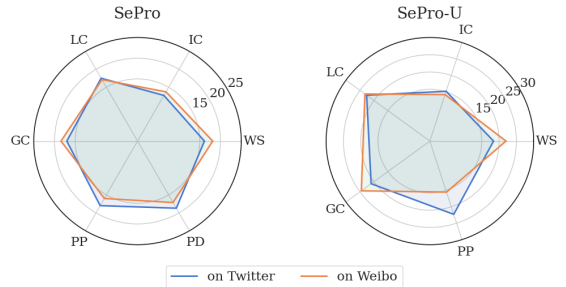 SePro
SePro-U
LC
IC
GC
WS
PP
PD
15
20
25
IC
LC
WS
GC
PP
15
20
25
30
on Twitter
on Weibo